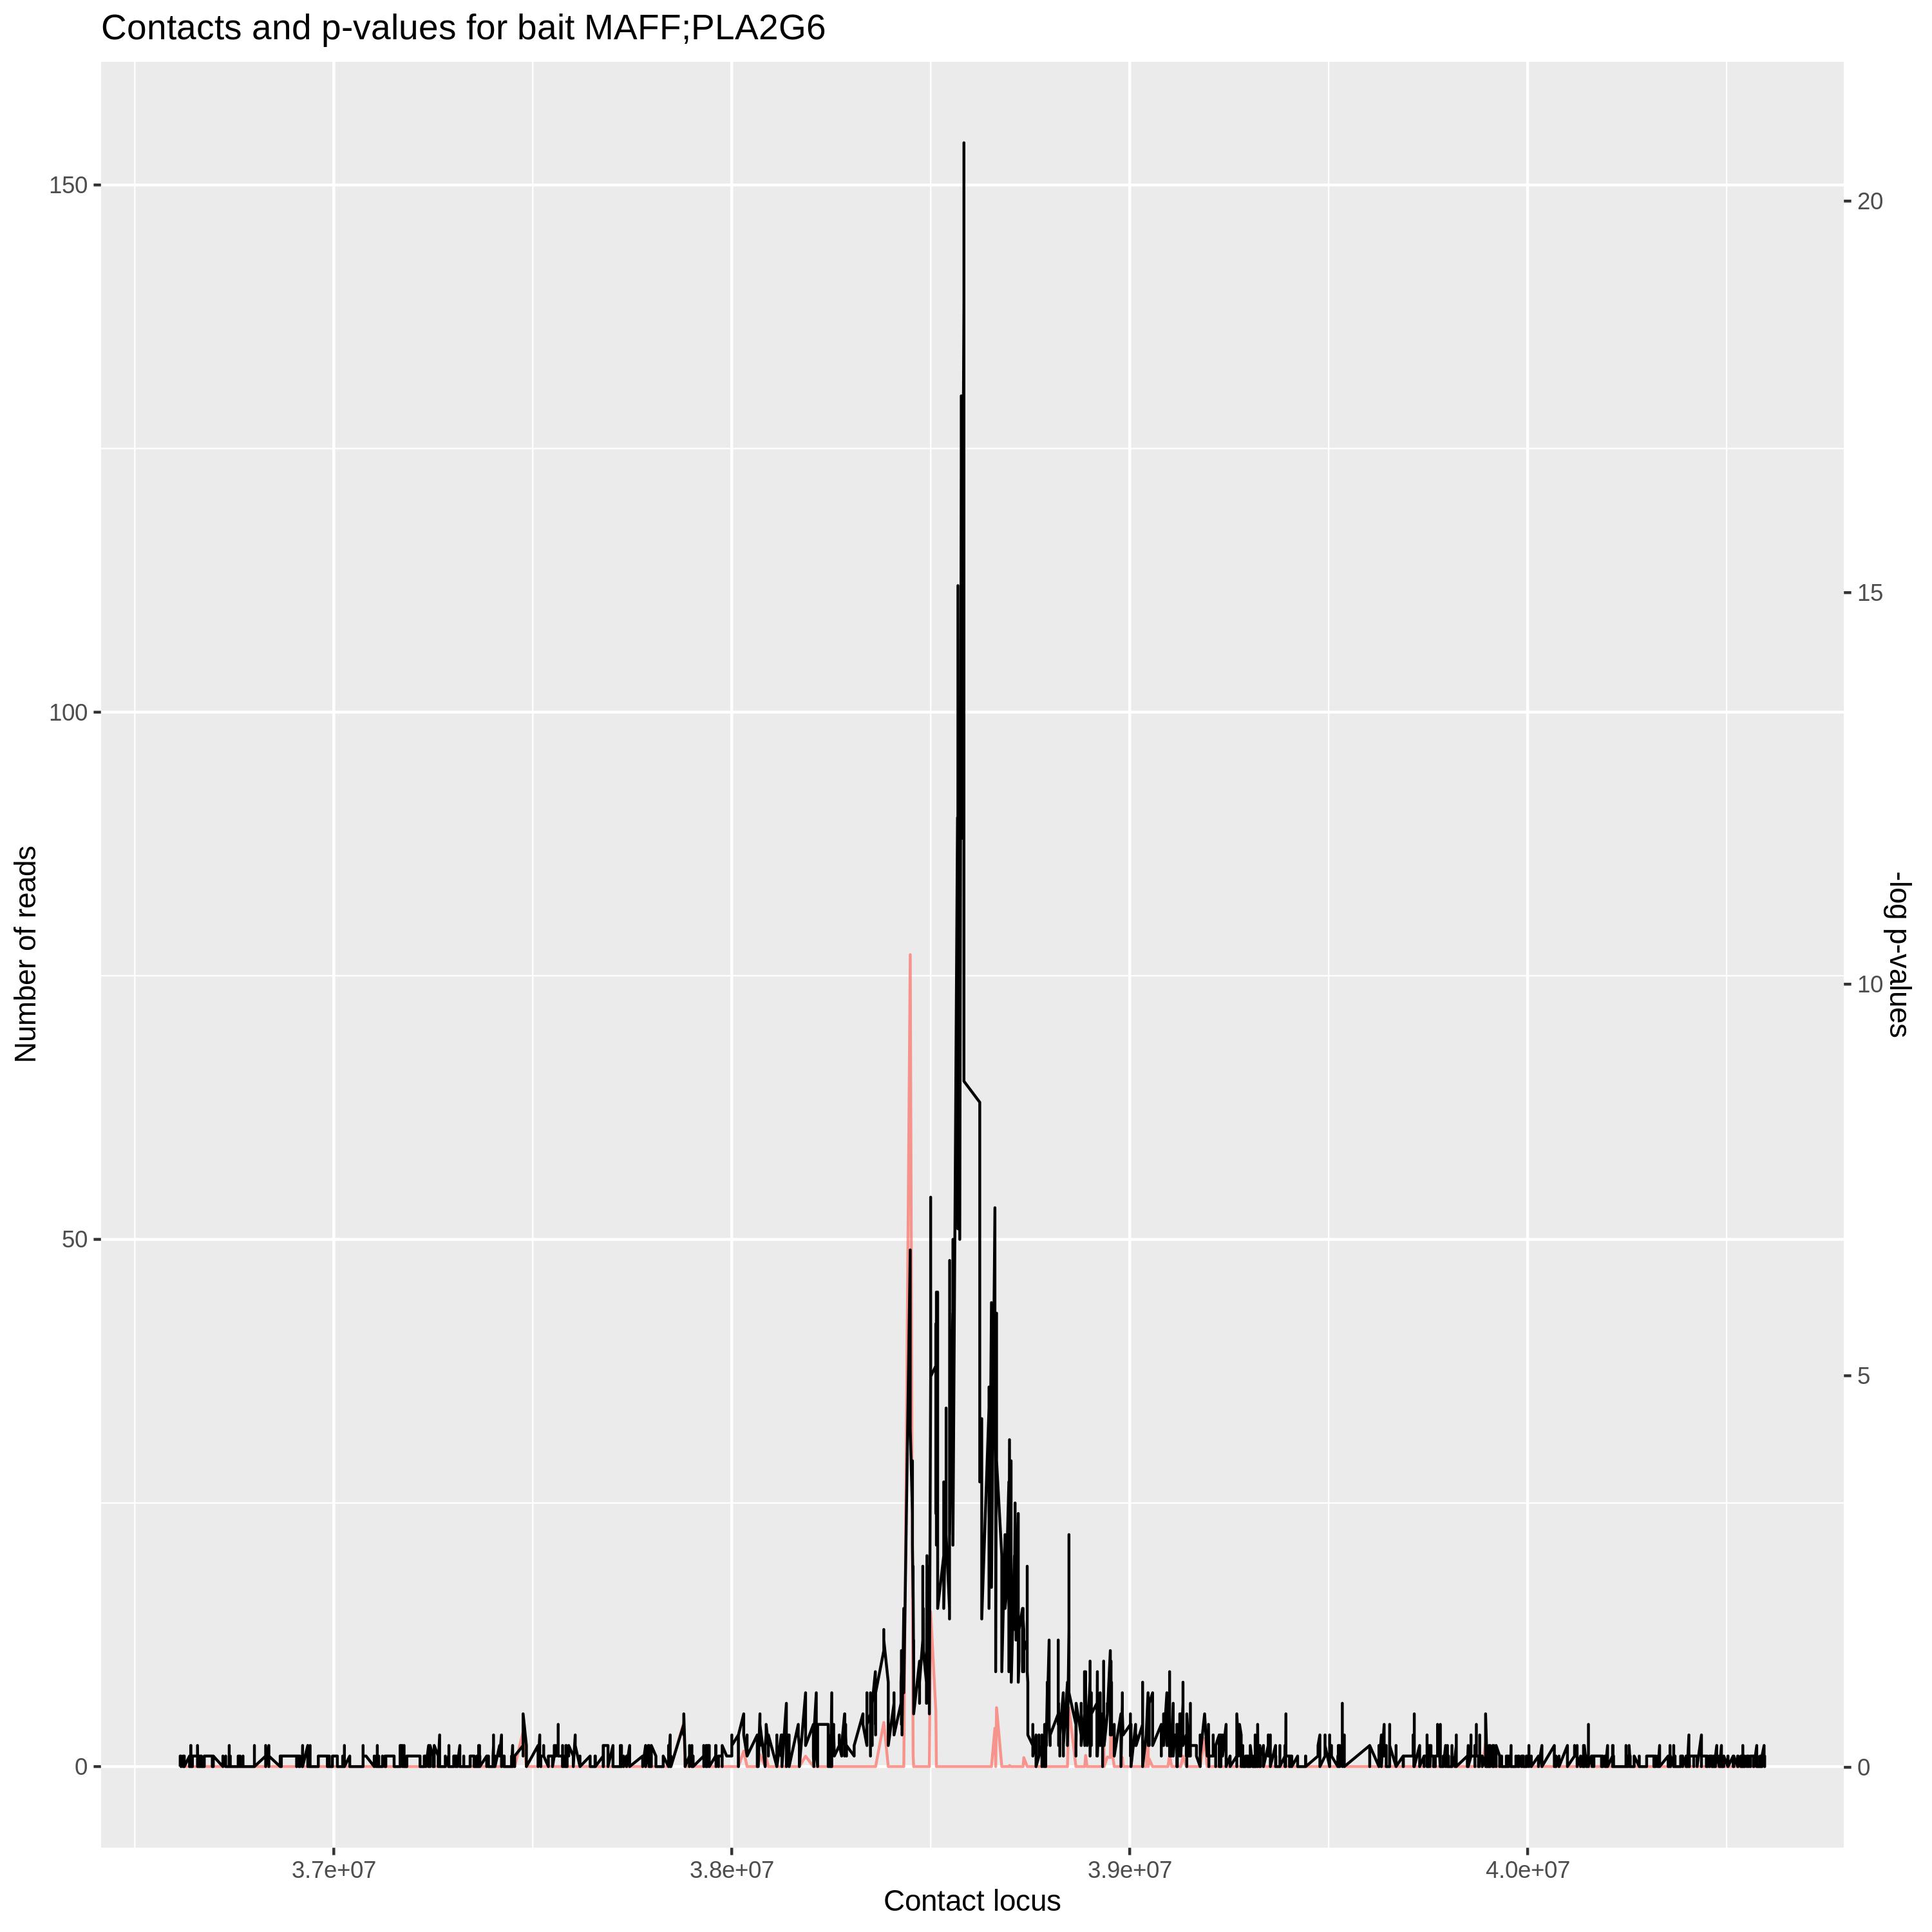 Contacts and p-values for bait MAFF;PLA2G6
150
100
50
0
Number of reads
20
15
10
5
0
-log p-values
3.7e+07
3.8e+07
3.9e+07
4.0e+07
Contact locus